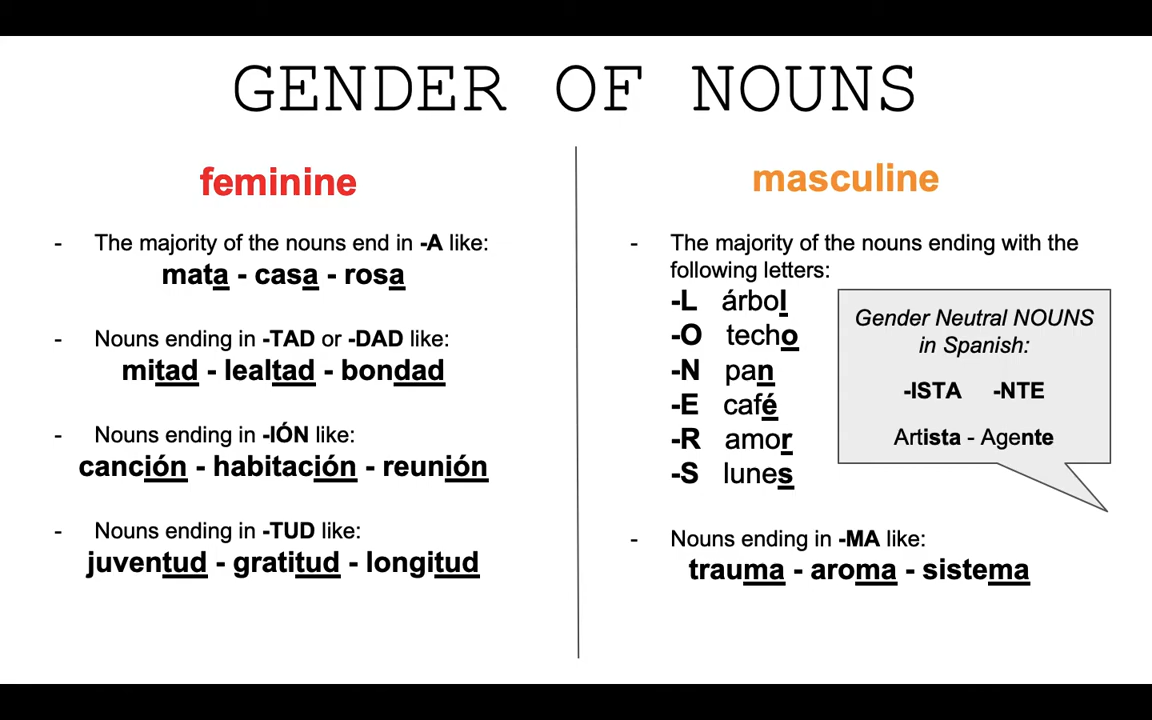 GENDER OF NOUNS
feminine
- The majority of the nouns end in -A like:
mata - casa - rosa
- Nouns ending in -TAD or -DAD like:
mitad - lealtad - bondad
- Nouns ending in -IÓN like:
canción - habitación - reunión
- Nouns ending in -TUD like:
juventud - gratitud - longitud
masculine
- The majority of the nouns ending with the
following letters:
-L árbol
-O techo
-N pan
-E café
-R amor
-S lunes
Gender Neutral NOUNS
in Spanish:
-ISTA -NTE
Artista - Agente
- Nouns ending in -MA like:
trauma - aroma - sistema